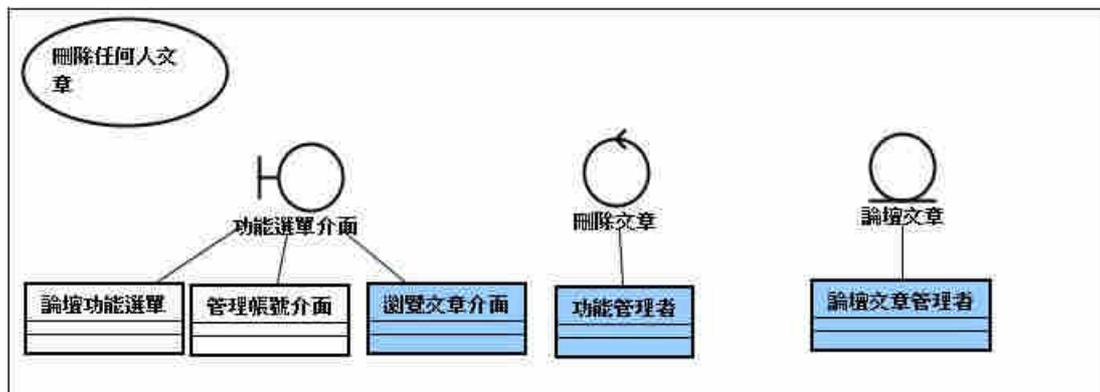 刪除任何人文
章
功能選單介面
刪除文章
論壇文章
論壇功能選單
管理帳號介面
瀏覽文章介面
功能管理者
論壇文章管理者